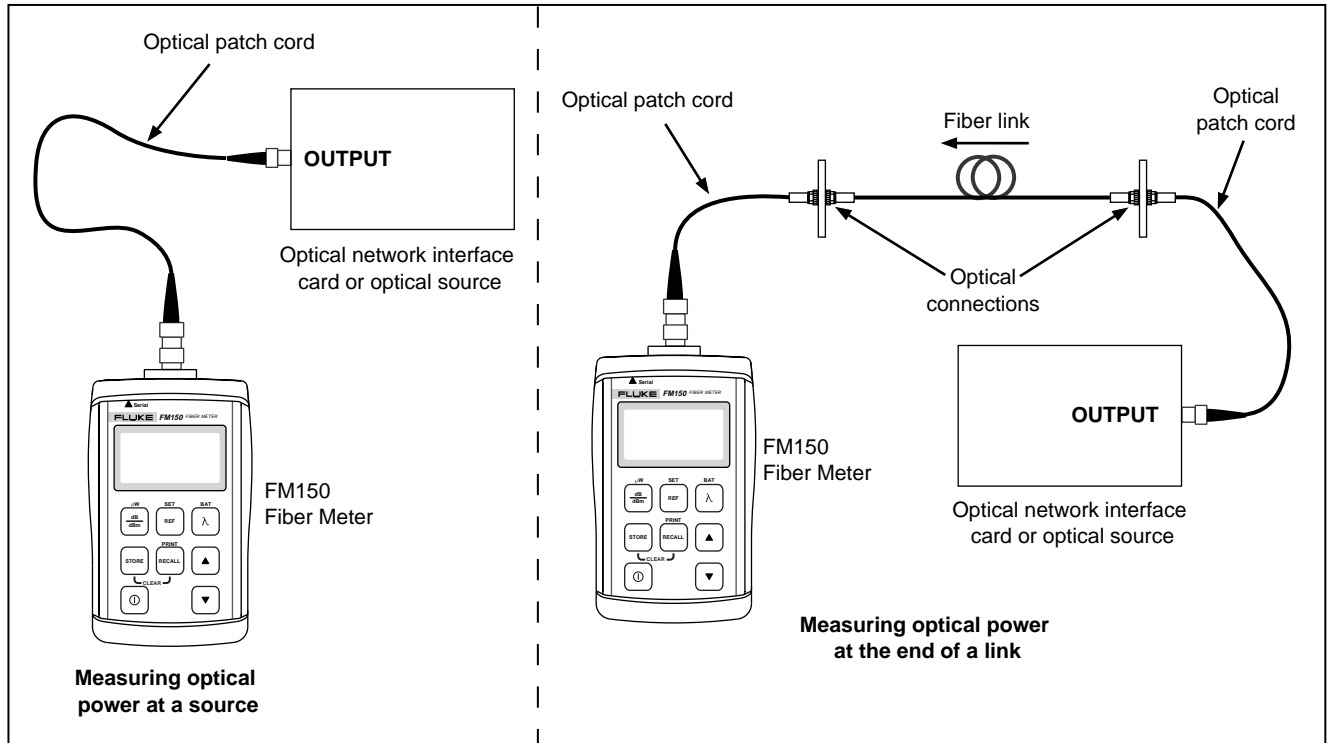 Optical patch cord
OUTPUT
Optical network interface
card or optical source
Serial
FLUKE FM150 FIBER METER
µW SET BAT
dB
dBm
REF
λ
PRINT
STORE
RECALL
CLEAR
FM150
Fiber Meter
Measuring optical
power at a source
Optical patch cord
Fiber link
Optical
patch cord
Optical
connections
OUTPUT
Optical network interface
card or optical source
Serial
FLUKE FM150 FIBER METER
µW SET BAT
dB
dBm
REF
λ
PRINT
STORE
RECALL
CLEAR
FM150
Fiber Meter
Measuring optical power
at the end of a link